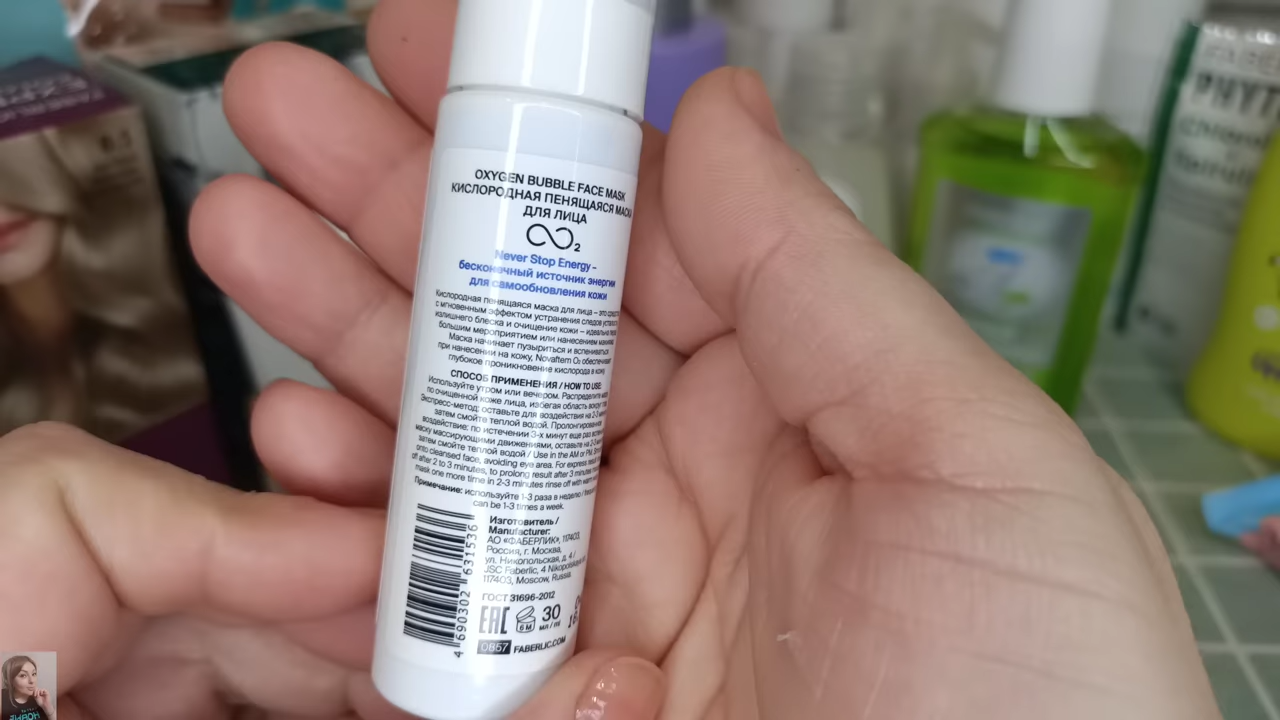 OXYGEN BUBBLE FACE MASK
КИСЛОРОДНАЯ ПЕНЯЩАЯСЯ МАСКА
ДЛЯ ЛИЦА
2
Never Stop Energy –
бесконечный источник энергии
для самообновления кожи
Кислородная пенящаяся маска для лица – это
с мгновенным эффектом устранения следов
излишнего блеска и очищение кожи – идеальна
большим мероприятием или нанесением
Маска начинает пузыриться и вспениваться
при нанесении на кожу, Novaftem O₂
глубокое проникновение кислорода в кожу
СПОСОБ ПРИМЕНЕНИЯ / HOW TO USE:
Используйте утром или вечером. Распределите
по очищенной коже лица, избегая область вокруг
Экспресс-метод: оставьте для воздействия на 2-3
затем смойте теплой водой. Пролонгированное
воздействие: по истечении 3-х минут еще раз
маску массирующими движениями, оставьте на
затем смойте теплой водой / Use in the AM or PM.
onto cleansed face, avoiding eye area. For express result
off after 2 to 3 minutes, to prolong result after 3 minutes
mask one more time in 2-3 minutes rinse off with
Примечание: используйте 1-3 раза в неделю /
can be 1-3 times a week.
Изготовитель /
Manufacturer:
АО «ФАБЕРЛИК», 117403,
Россия, г. Москва,
ул. Никопольская, д. 4 /
JSC Faberlic, 4 Nikopolskaya
117403, Moscow, Russia.
ГОСТ 31696-2012
EAC 6 M 30
мл / ml
0857 FABERLIC.COM
4 690302 631536
PHYT